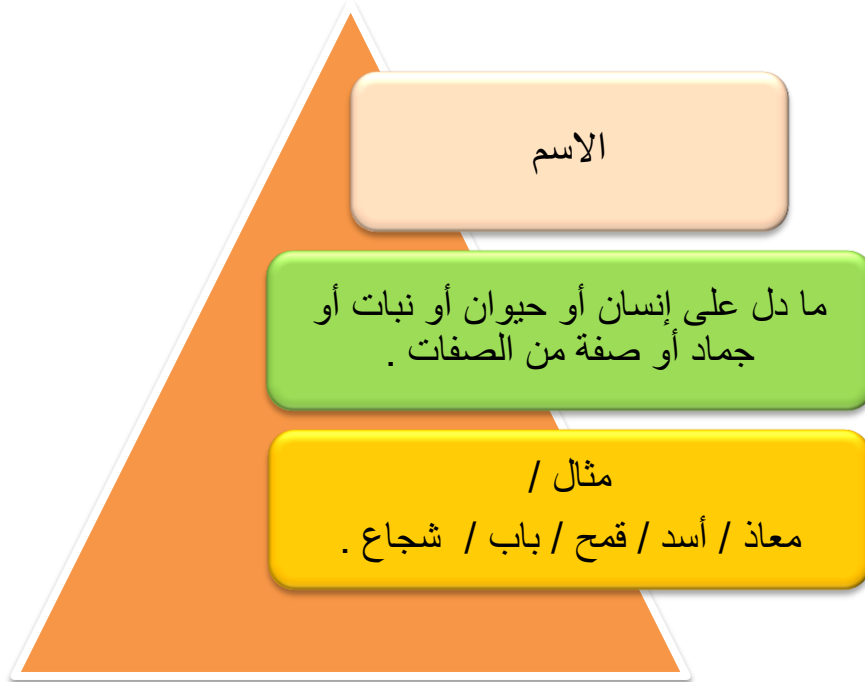 الاسم
ما دل على إنسان أو حيوان أو نبات أو
جماد أو صفة من الصفات .
مثال /
معاذ / أسد / قمح / باب / شجاع .